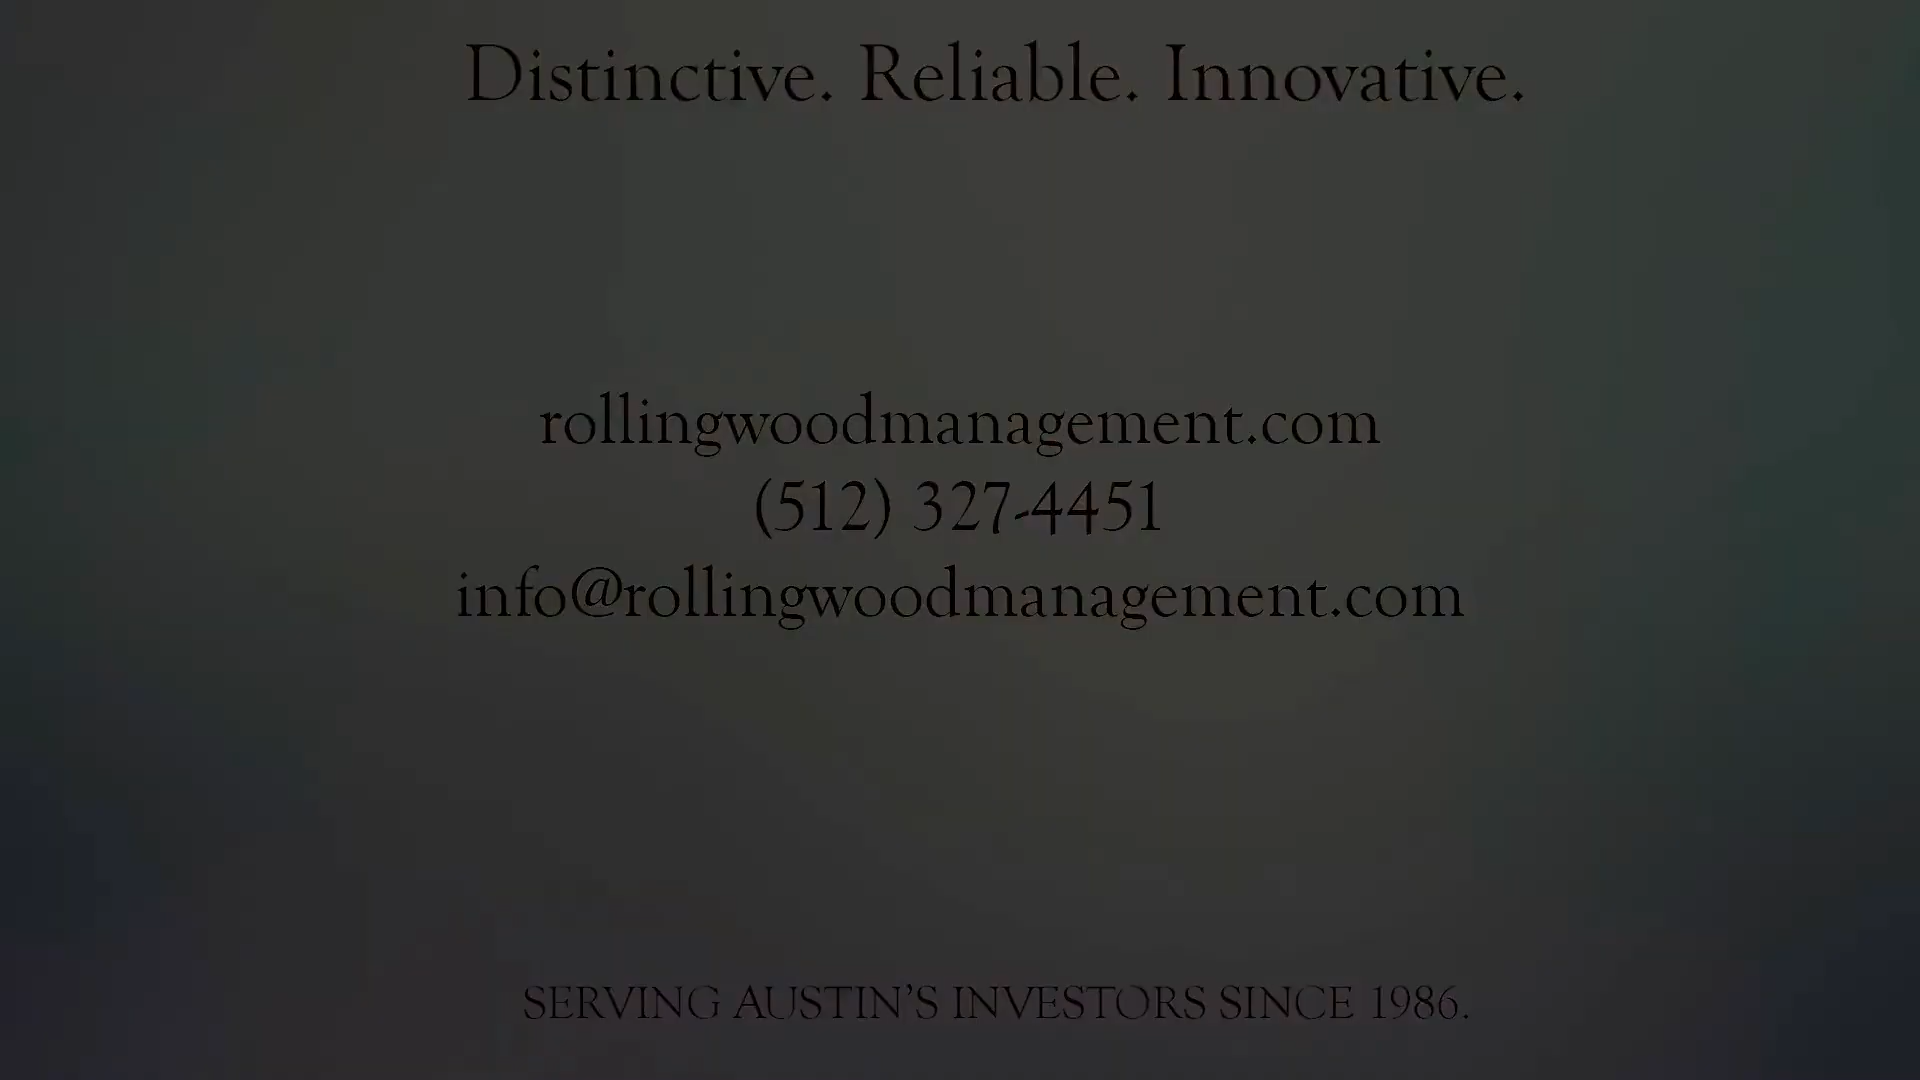 Distinctive. Reliable. Innovative.
rollingwoodmanagement.com
(512) 327-4451
info@rollingwoodmanagement.com
SERVING AUSTIN’S INVESTORS SINCE 1986.